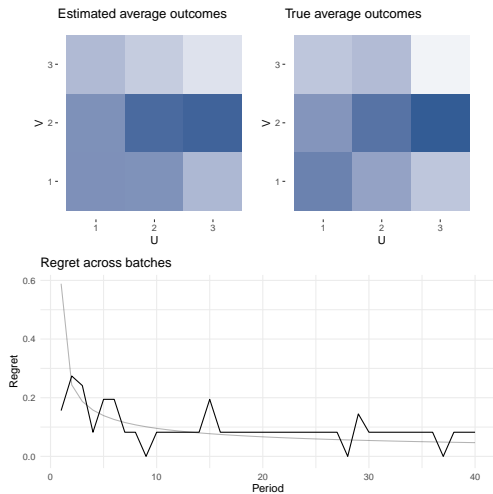 Estimated average outcomes
True average outcomes
3
2
1
V
1 2 3
U
3
2
1
V
1 2 3
U
Regret across batches
0.6
0.4
0.2
0.0
Regret
0 10 20 30 40
Period